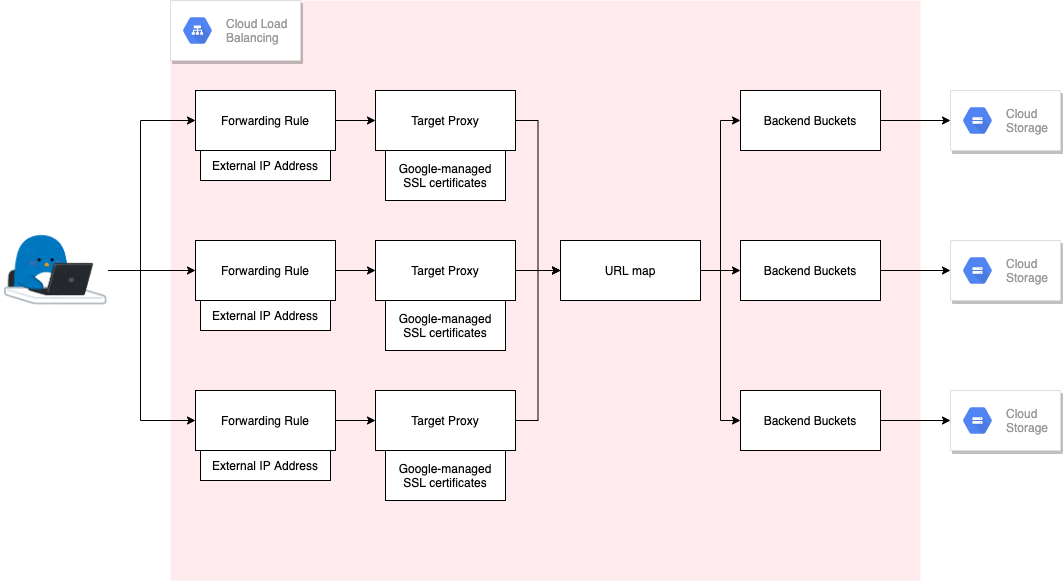 Cloud Load
Balancing
Forwarding Rule
External IP Address
Target Proxy
Google-managed
SSL certificates
Backend Buckets
Cloud
Storage
Forwarding Rule
External IP Address
Target Proxy
Google-managed
SSL certificates
URL map
Backend Buckets
Cloud
Storage
Forwarding Rule
External IP Address
Target Proxy
Google-managed
SSL certificates
Backend Buckets
Cloud
Storage